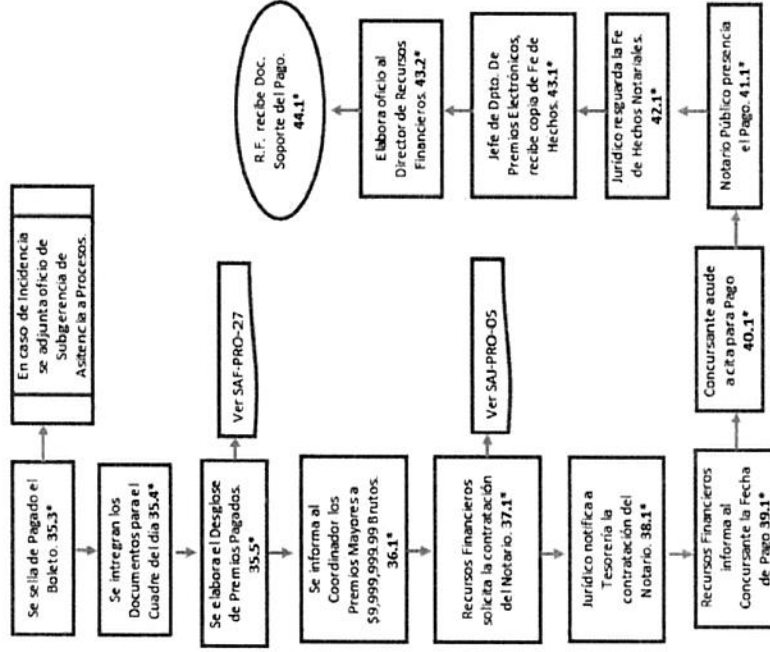 Se sella de Pagado el
Boleto. 35.3*
En caso de Incidencia
se adjunta oficio de
Subgerencia de
Asitencia a Procesos.
Se intregran los
Documentos para el
Cuadre del dia 35.4*
Se elabora el Desglose
de Premios Pagados.
35.5*
Ver SAF-PRO-27
Se informa al
Coordinador los
Premios Mayores a
$9,999,999.99 Brutos.
36.1*
Recursos Financieros
solicita la contratación
del Notario. 37.1*
Ver SAJ-PRO-05
Jurídico notifica a
Tesorería la
contratación del
Notario. 38.1*
Recursos Financieros
informa al
Concursante la Fecha
de Pago 39.1*
Concursante acude
a cita para Pago
40.1*
Notario Público presencia
el Pago. 41.1*
Jurídico resguarda la Fe
de Hechos Notariales.
42.1*
Jefe de Dpto. De
Premios Electrónicos,
recibe copia de Fe de
Hechos. 43.1*
Elabora oficio al
Director de Recursos
Financieros. 43.2*
R.F. recibe Doc.
Soporte del Pago.
44.1*